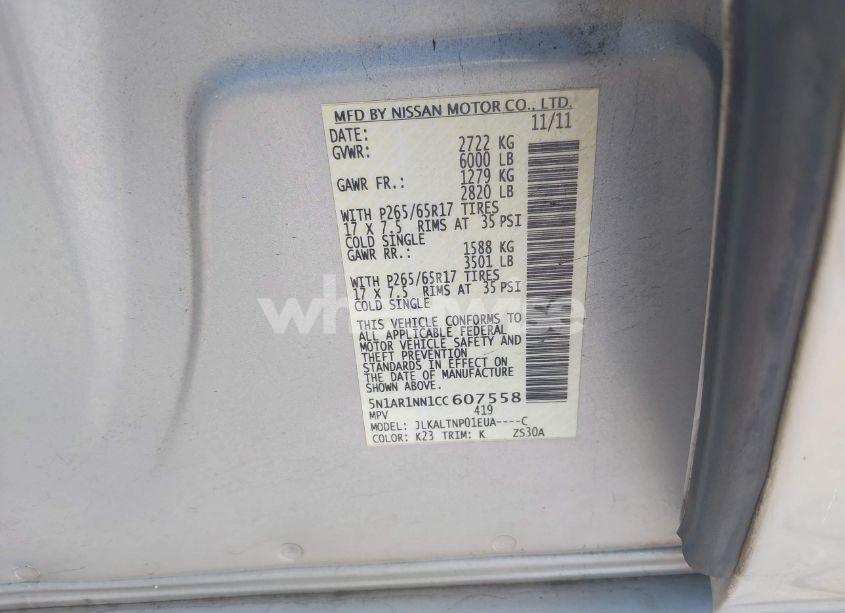 MFD BY NISSAN MOTOR CO., LTD.
DATE: 11/11
GVWR: 2722 KG
6000 LB
GAWR FR.: 1279 KG
2820 LB
WITH P265/65R17 TIRES
17 X 7.5 RIMS AT 35 PSI
COLD SINGLE
GAWR RR.: 1588 KG
3501 LB
WITH P265/65R17 TIRES
17 X 7.5 RIMS AT 35 PSI
COLD SINGLE
THIS VEHICLE CONFORMS TO
ALL APPLICABLE FEDERAL
MOTOR VEHICLE SAFETY AND
THEFT PREVENTION
STANDARDS IN EFFECT ON
THE DATE OF MANUFACTURE
SHOWN ABOVE.
5N1AR1NN1CC607558
MPV 419
MODEL: JLKALTNP01EUA----C
COLOR: K23 TRIM: K ZS30A